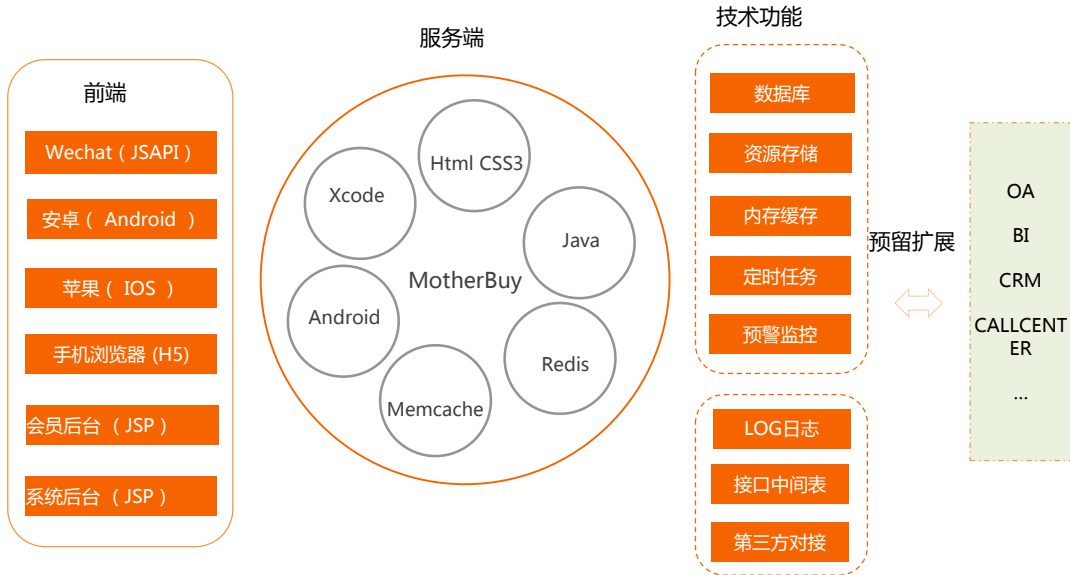 前端
Wechat（JSAPI）
安卓（ Android ）
苹果（ IOS ）
手机浏览器 (H5)
会员后台 （JSP）
系统后台 （JSP）
服务端
Html CSS3
Xcode
Java
MotherBuy
Android
Redis
Memcache
技术功能
数据库
资源存储
内存缓存
定时任务
预警监控
LOG日志
接口中间表
第三方对接
预留扩展
OA
BI
CRM
CALLCENT
ER
...